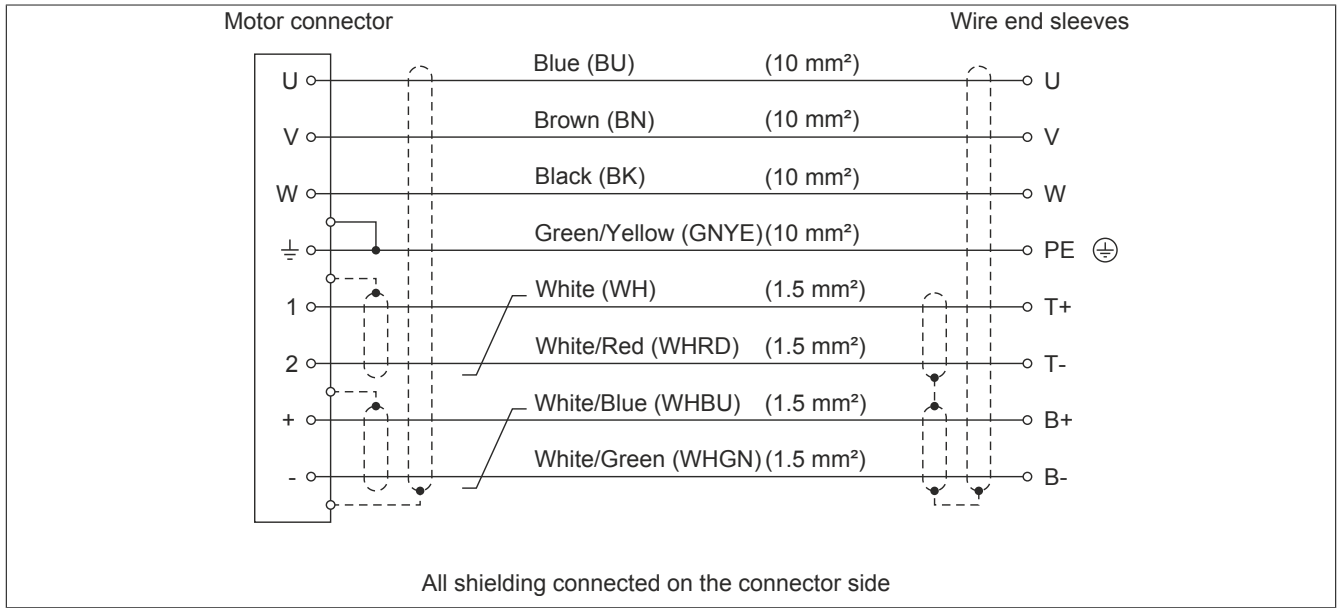 Motor connector Wire end sleeves
U Blue (BU) (10 mm²) U
V Brown (BN) (10 mm²) V
W Black (BK) (10 mm²) W
Green/Yellow (GNYE) (10 mm²) PE
1 White (WH) (1.5 mm²) T+
2 White/Red (WHRD) (1.5 mm²) T-
+ White/Blue (WHBU) (1.5 mm²) B+
- White/Green (WHGN) (1.5 mm²) B-
All shielding connected on the connector side